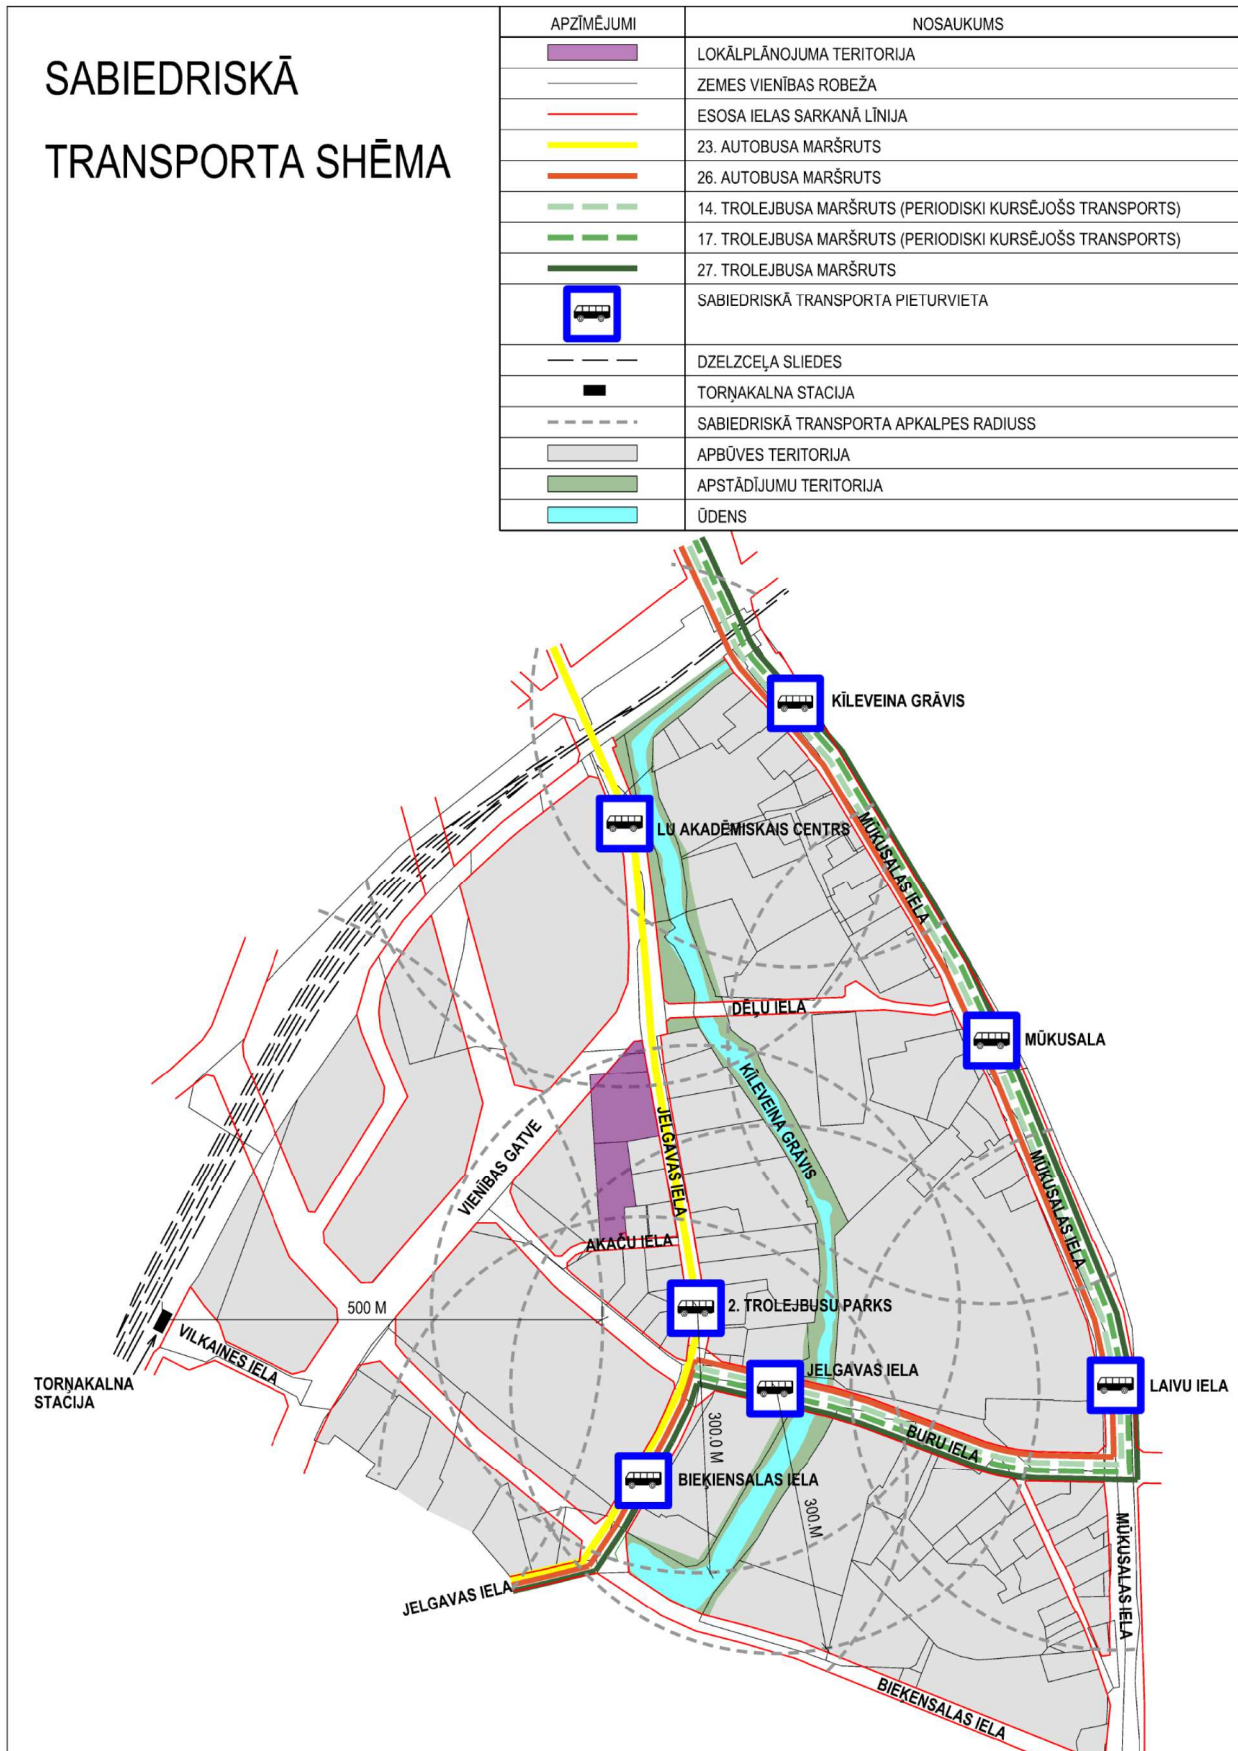 SABIEDRISKĀ
TRANSPORTA SHĒMA
APZĪMĒJUMI
NOSAUKUMS
LOKĀLPLĀNOJUMA TERITORIJA
ZEMES VIENĪBAS ROBEŽA
ESOSA IELAS SARKANĀ LĪNIJA
23. AUTOBUSA MARŠRUTS
26. AUTOBUSA MARŠRUTS
14. TROLEJBUSA MARŠRUTS (PERIODISKI KURSĒJOŠS TRANSPORTS)
17. TROLEJBUSA MARŠRUTS (PERIODISKI KURSĒJOŠS TRANSPORTS)
27. TROLEJBUSA MARŠRUTS
SABIEDRISKĀ TRANSPORTA PIETURVIETA
DZELZCEĻA SLIEDES
TORŅAKALNA STACIJA
SABIEDRISKĀ TRANSPORTA APKALPES RADIUSS
APBŪVES TERITORIJA
APSTĀDĪJUMU TERITORIJA
ŪDENS
KĪLEVEINA GRĀVIS
LU AKADĒMISKAIS CENTRS
MŪKUSALAS IELA
DĒĻU IELA
MŪKUSALA
KĪLEVEINA GRĀVIS
JELGAVAS IELA
VIENĪBAS GATVE
MŪKUSALAS IELA
AKAČU IELA
2. TROLEJBUSU PARKS
500 M
VILKAINES IELA
TORŅAKALNA
STACIJA
JELGAVAS IELA
LAIVU IELA
BURU IELA
300.0 M
300.M
BIEĶIENSALAS IELA
JELGAVAS IELA
MŪKUSALAS IELA
BIEĶENSALAS IELA